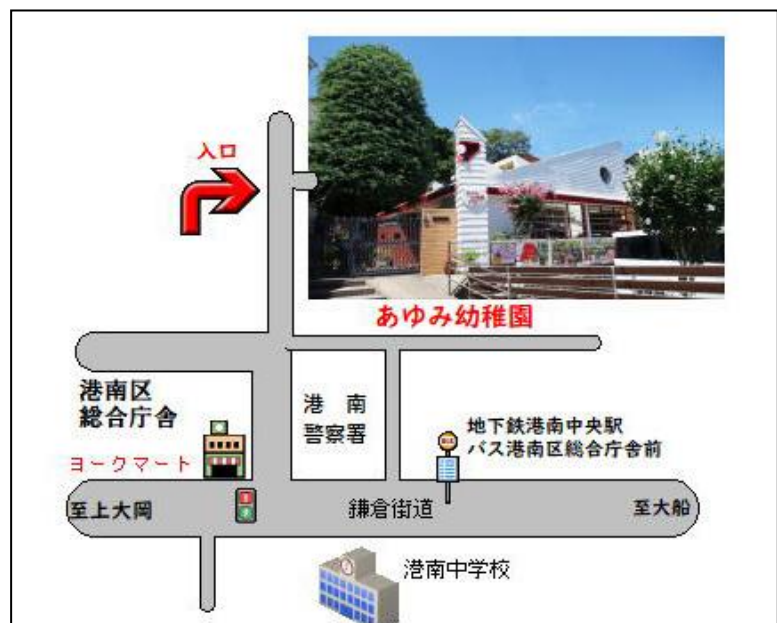 入口
あゆみ幼稚園
港南区
総合庁舎
港　南
警察署
地下鉄港南中央駅
バス港南区総合庁舎前
ヨークマート
至上大岡
鎌倉街道
至大船
港南中学校